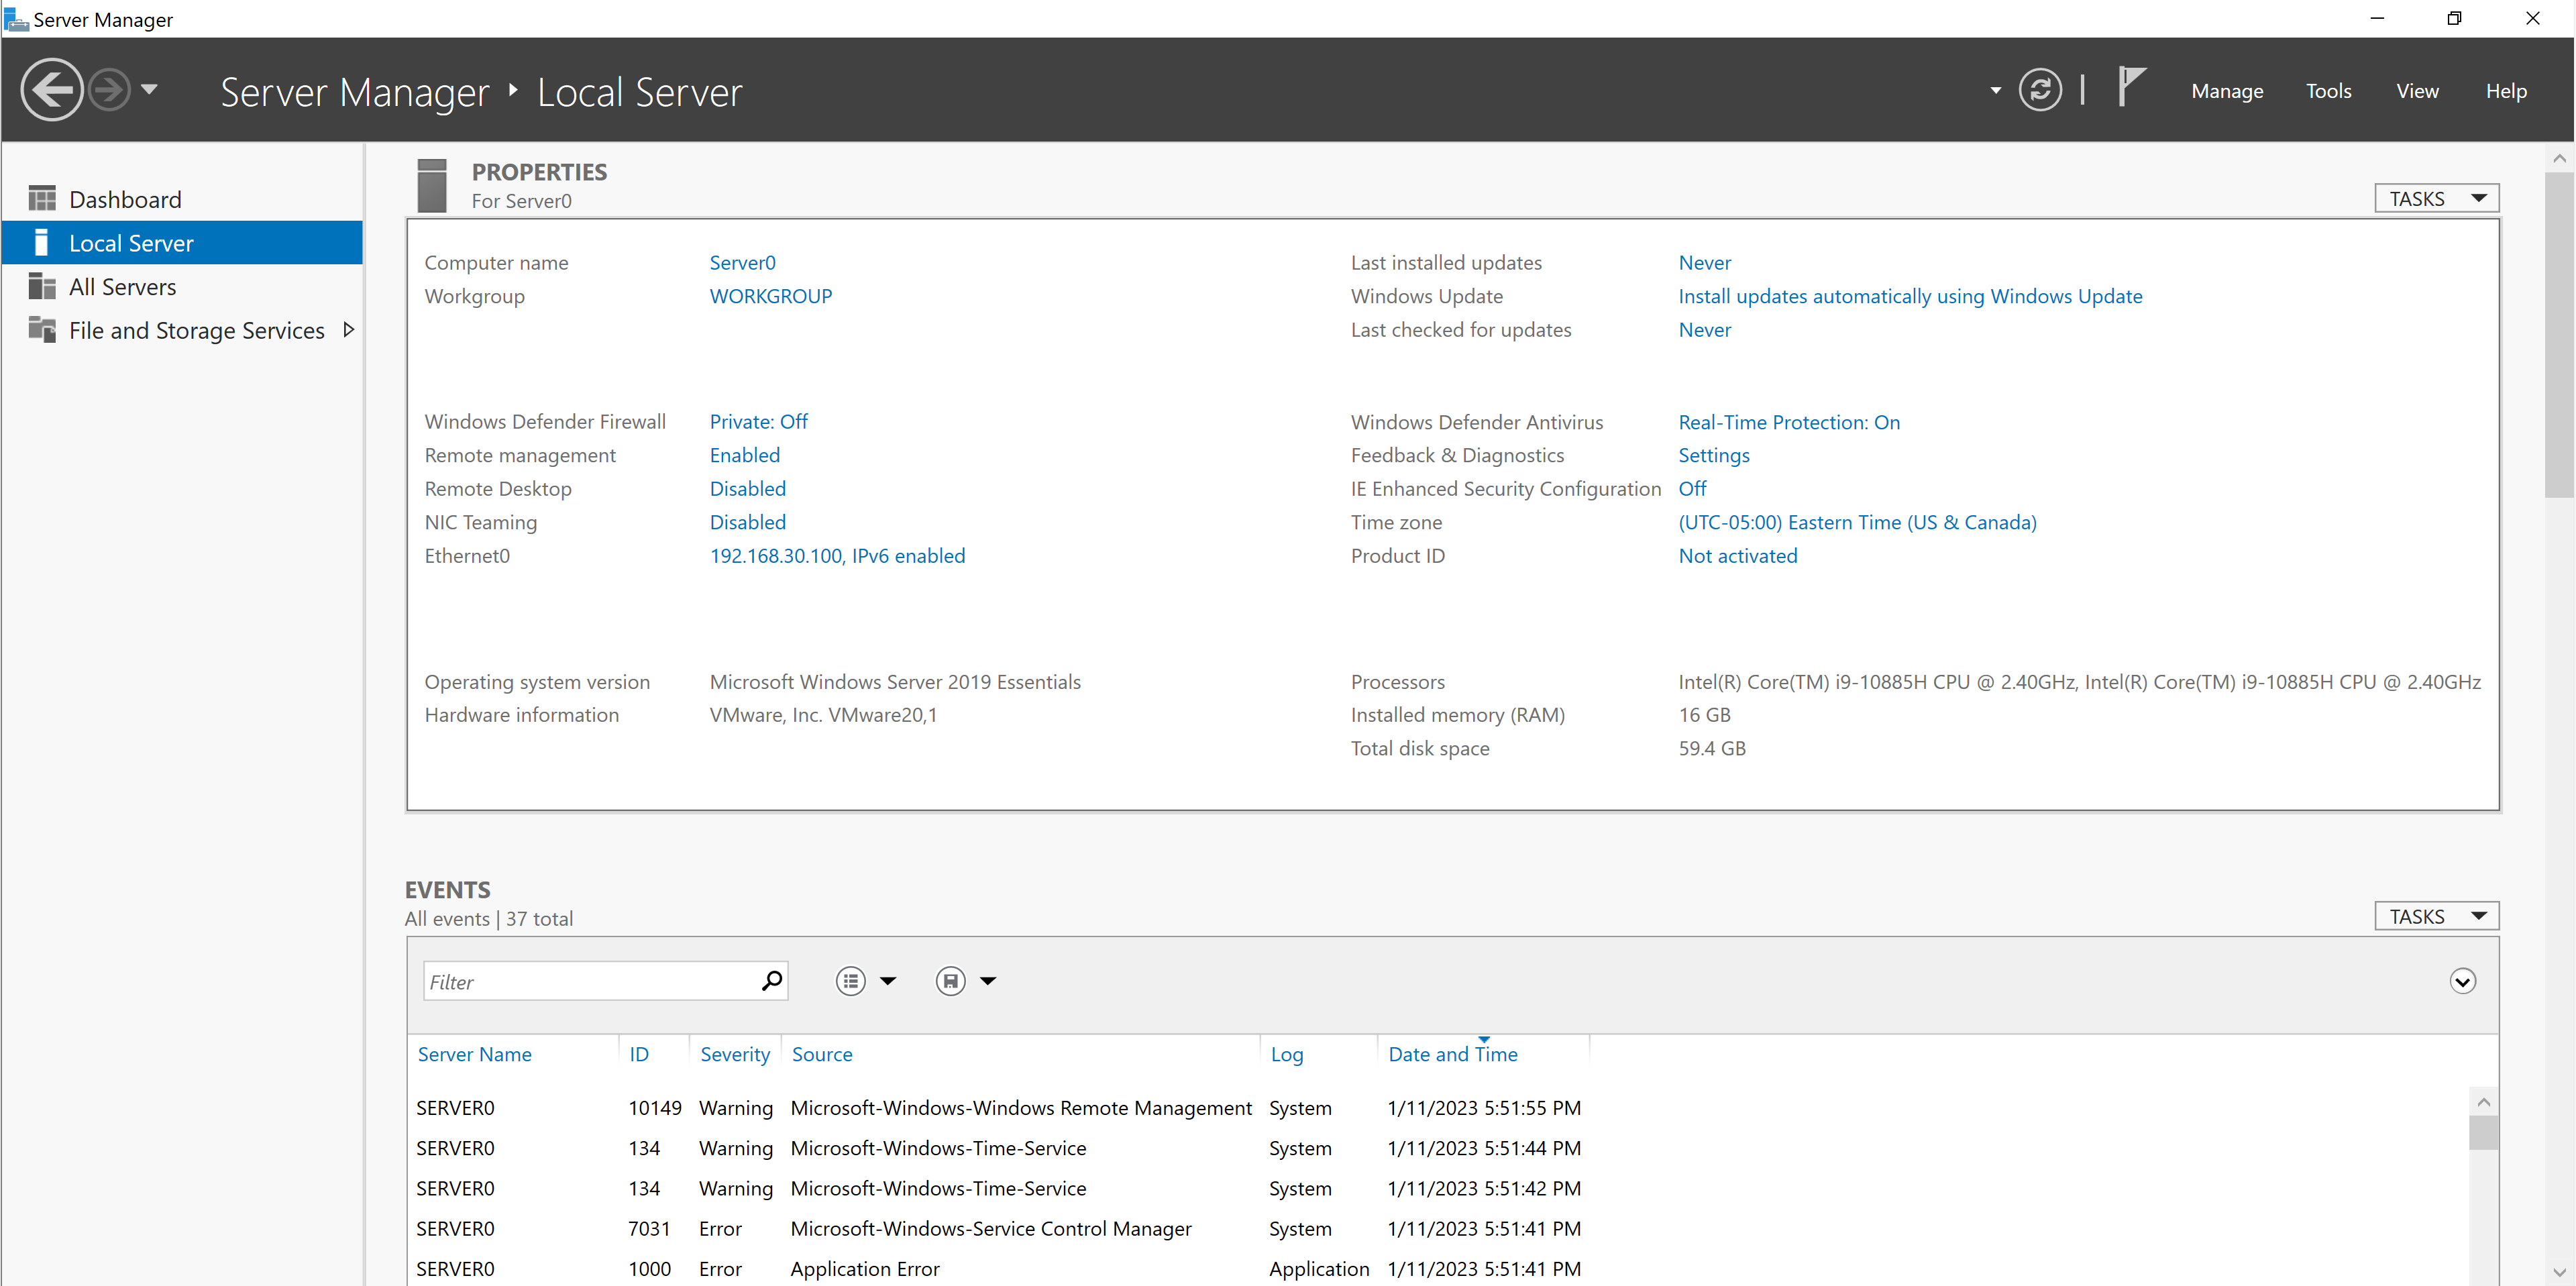 Server Manager
Server Manager ‣ Local Server
Manage Tools View Help
Dashboard
Local Server
All Servers
File and Storage Services
PROPERTIES
For Server0
TASKS
Computer name Server0
Workgroup WORKGROUP
Last installed updates Never
Windows Update Install updates automatically using Windows Update
Last checked for updates Never
Windows Defender Firewall Private: Off
Remote management Enabled
Remote Desktop Disabled
NIC Teaming Disabled
Ethernet0 192.168.30.100, IPv6 enabled
Windows Defender Antivirus Real-Time Protection: On
Feedback & Diagnostics Settings
IE Enhanced Security Configuration Off
Time zone (UTC-05:00) Eastern Time (US & Canada)
Product ID Not activated
Operating system version Microsoft Windows Server 2019 Essentials
Hardware information VMware, Inc. VMware20,1
Processors Intel(R) Core(TM) i9-10885H CPU @ 2.40GHz, Intel(R) Core(TM) i9-10885H CPU @ 2.40GHz
Installed memory (RAM) 16 GB
Total disk space 59.4 GB
EVENTS
All events | 37 total
TASKS
Filter
Server Name ID Severity Source Log Date and Time
SERVER0 10149 Warning Microsoft-Windows-Windows Remote Management System 1/11/2023 5:51:55 PM
SERVER0 134 Warning Microsoft-Windows-Time-Service System 1/11/2023 5:51:44 PM
SERVER0 134 Warning Microsoft-Windows-Time-Service System 1/11/2023 5:51:42 PM
SERVER0 7031 Error Microsoft-Windows-Service Control Manager System 1/11/2023 5:51:41 PM
SERVER0 1000 Error Application Error Application 1/11/2023 5:51:41 PM